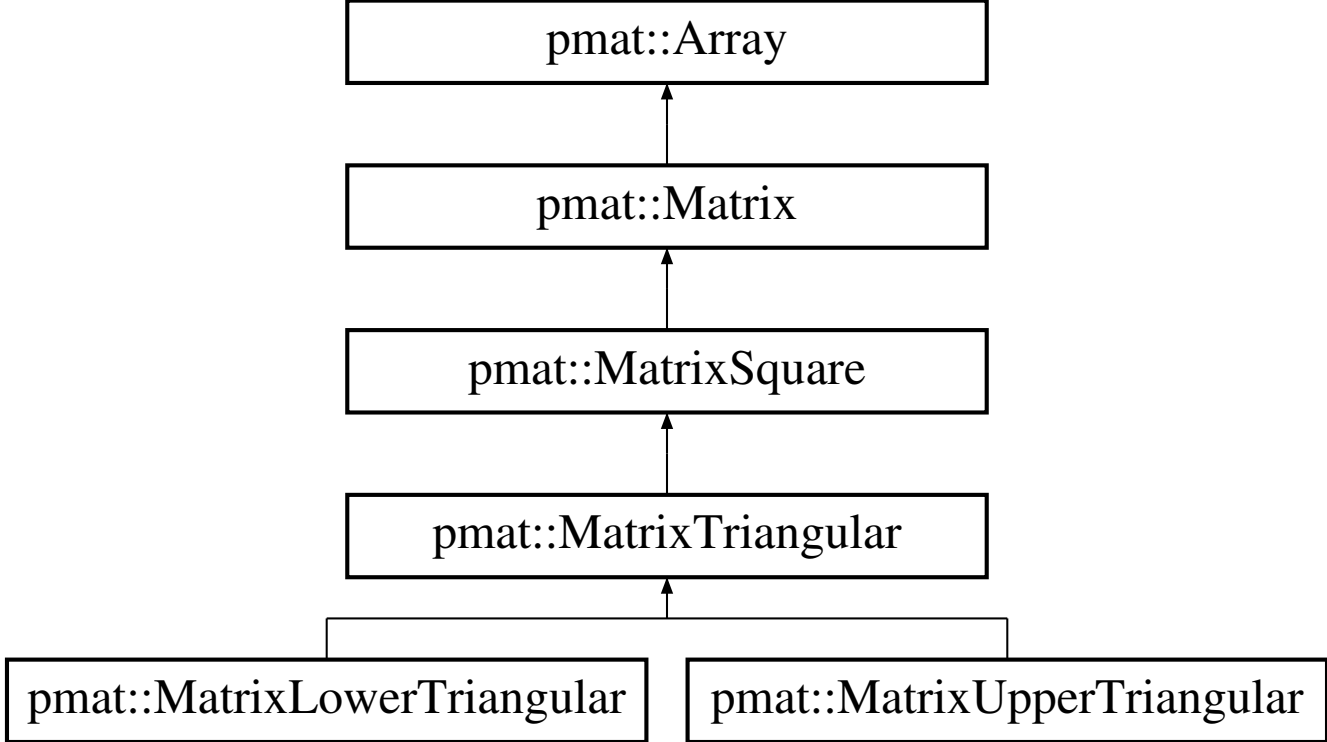 pmat::Array
pmat::Matrix
pmat::MatrixSquare
pmat::MatrixTriangular
pmat::MatrixLowerTriangular
pmat::MatrixUpperTriangular